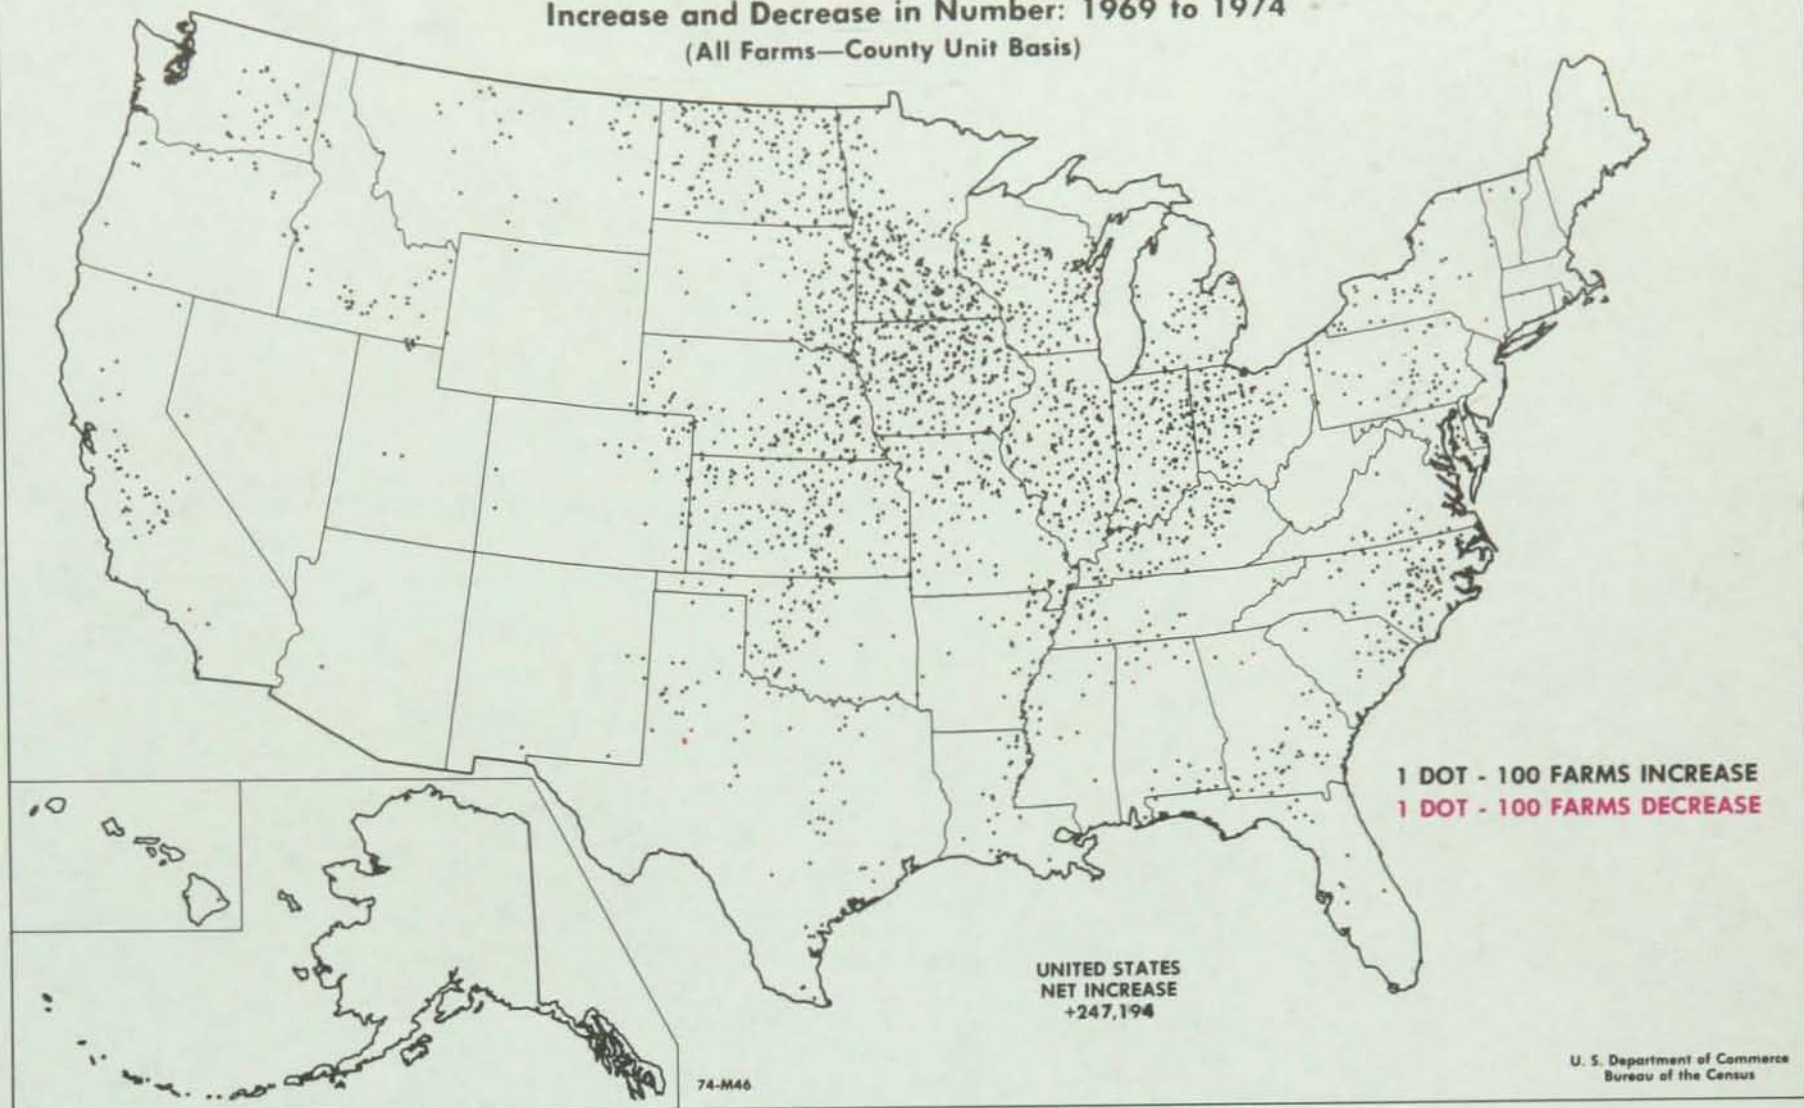 Increase and Decrease in Number: 1969 to 1974
(All Farms—County Unit Basis)
1 DOT - 100 FARMS INCREASE
1 DOT - 100 FARMS DECREASE
UNITED STATES
NET INCREASE
+247,194
74-M46
U. S. Department of Commerce
Bureau of the Census